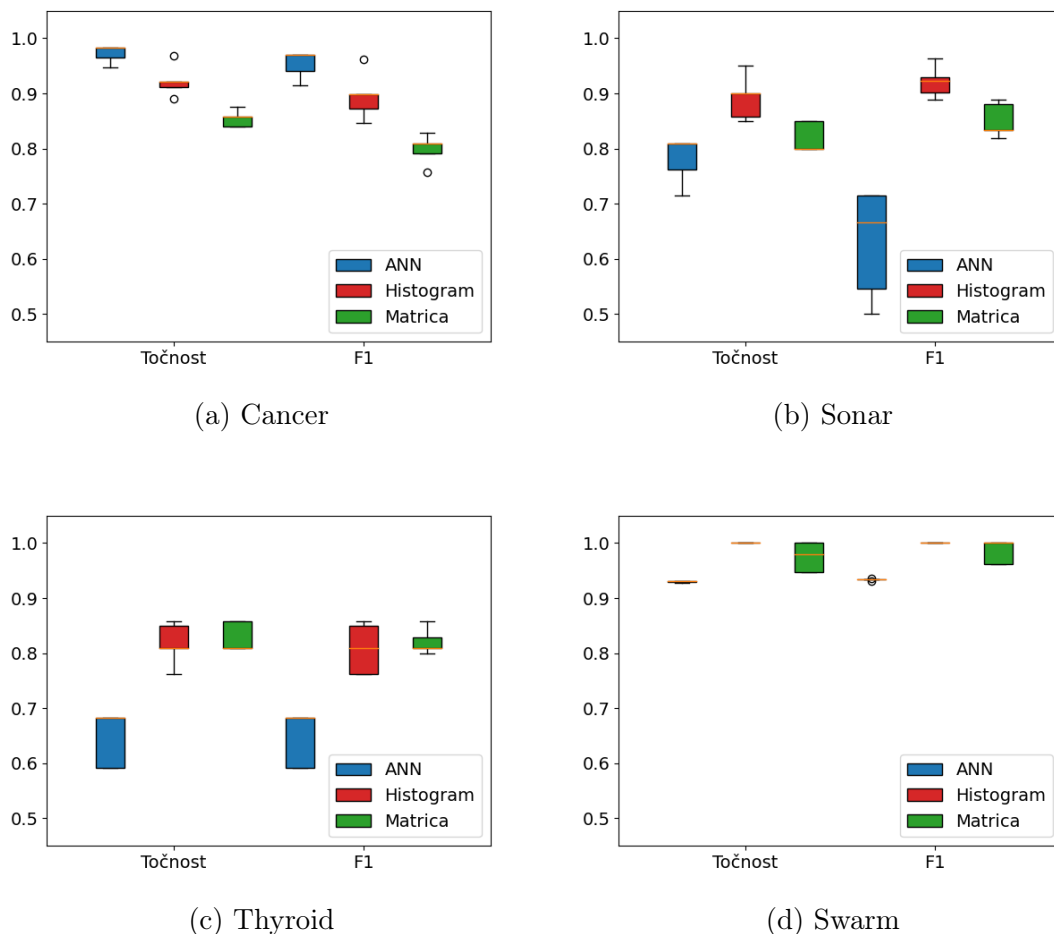 1.0
0.9
0.8
0.7
0.6
0.5
ANN
Histogram
Matrica
Točnost F1
(a) Cancer
1.0
0.9
0.8
0.7
0.6
0.5
ANN
Histogram
Matrica
Točnost F1
(b) Sonar
1.0
0.9
0.8
0.7
0.6
0.5
ANN
Histogram
Matrica
Točnost F1
(c) Thyroid
1.0
0.9
0.8
0.7
0.6
0.5
ANN
Histogram
Matrica
Točnost F1
(d) Swarm